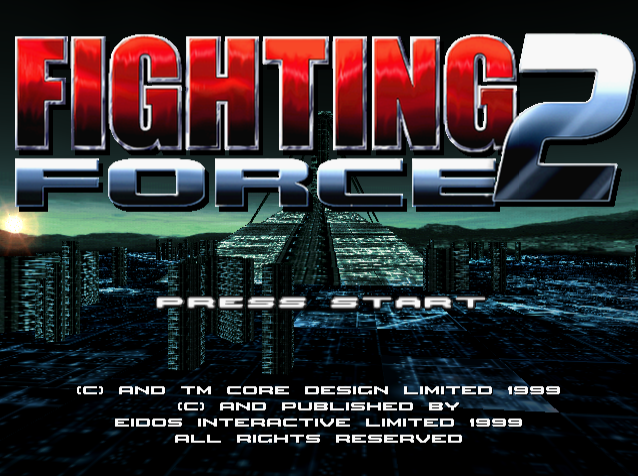 FIGHTING 2
FORCE
PRESS START
(C) AND TM CORE DESIGN LIMITED 1999
(C) AND PUBLISHED BY
EIDOS INTERACTIVE LIMITED 1999
ALL RIGHTS RESERVED